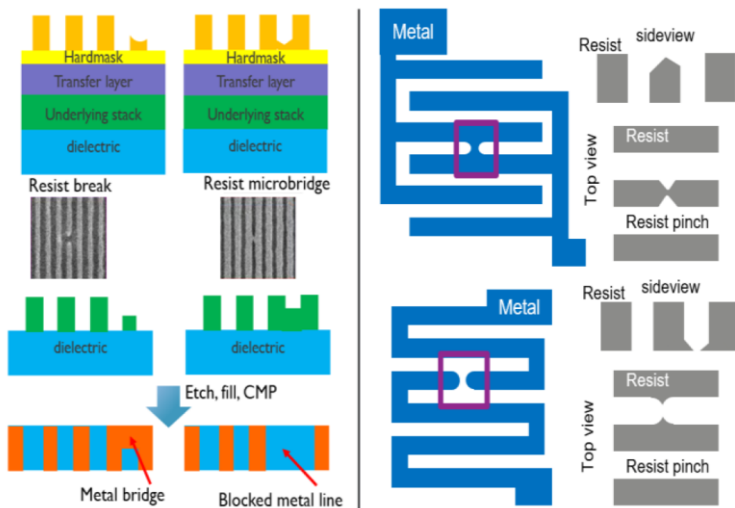 Hardmask
Transfer layer
Underlying stack
dielectric
Resist break
Hardmask
Transfer layer
Underlying stack
dielectric
Resist microbridge
dielectric
dielectric
Etch, fill, CMP
Metal bridge
Blocked metal line
Metal
Resist
sideview
Top view
Resist
Resist pinch
Metal
Resist
sideview
Top view
Resist
Resist pinch